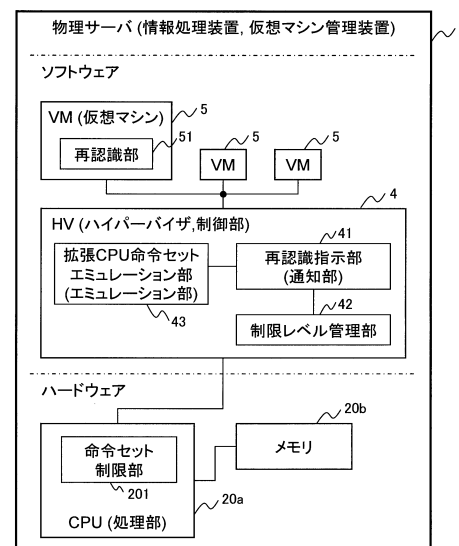 物理サーバ (情報処理装置, 仮想マシン管理装置)
ソフトウェア
VM (仮想マシン)
5
再認識部
51
VM
5
VM
5
HV (ハイパーバイザ,制御部)
4
拡張CPU命令セット
エミュレーション部
(エミュレーション部)
43
再認識指示部
(通知部)
41
制限レベル管理部
42
ハードウェア
命令セット
制限部
201
CPU (処理部)
20a
メモリ
20b